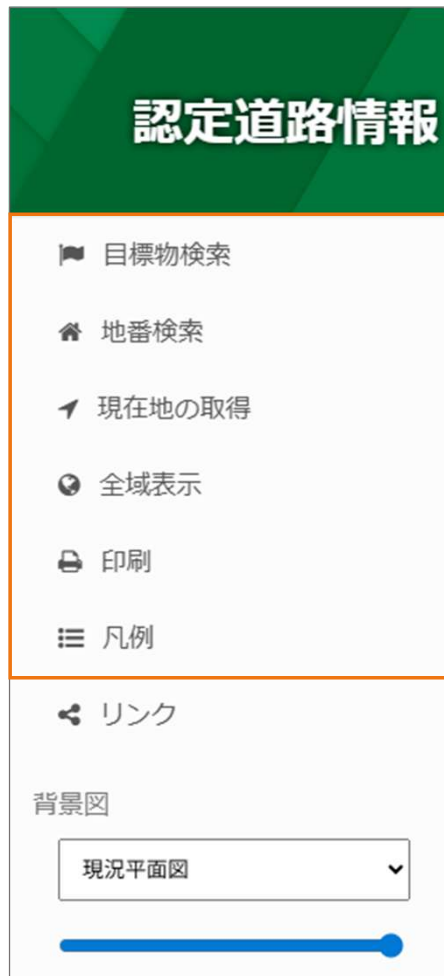 認定道路情報
目標物検索
地番検索
現在地の取得
全域表示
印刷
凡例
リンク
背景図
現況平面図